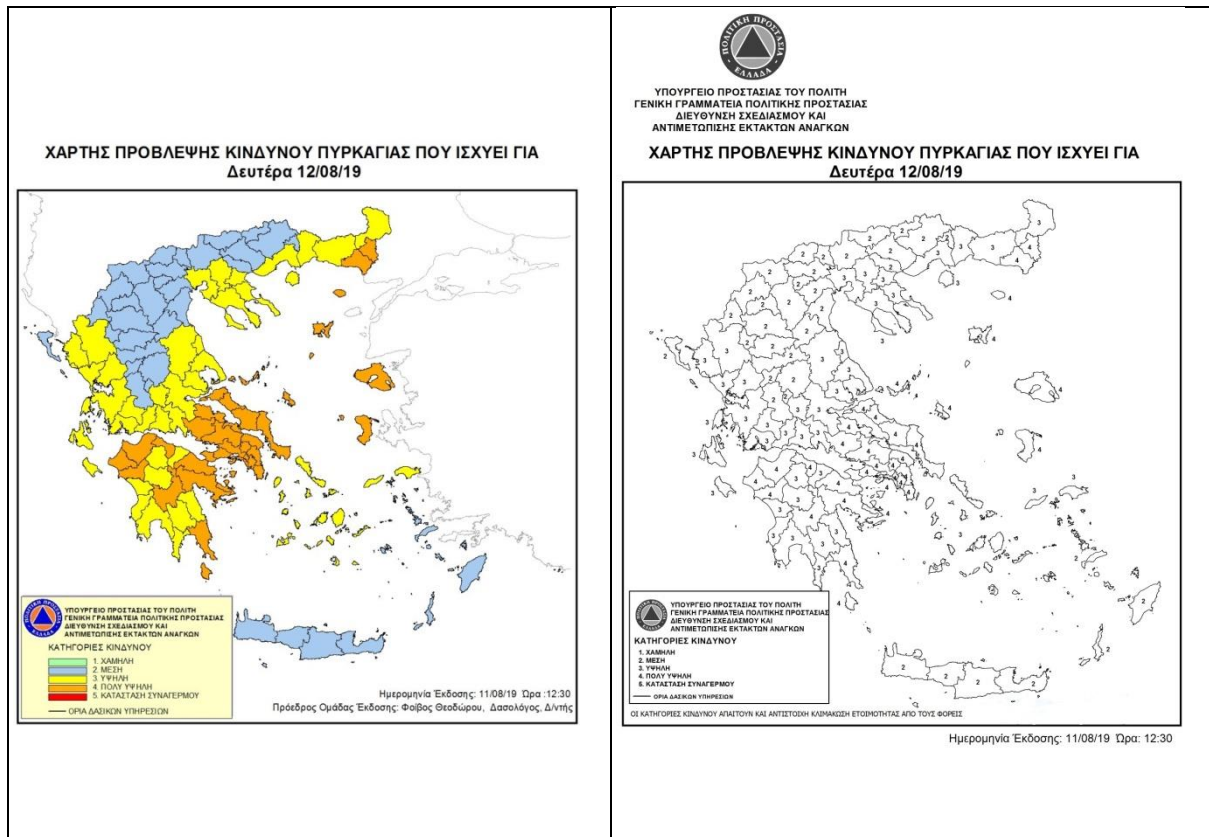 ΧΑΡΤΗΣ ΠΡΟΒΛΕΨΗΣ ΚΙΝΔΥΝΟΥ ΠΥΡΚΑΓΙΑΣ ΠΟΥ ΙΣΧΥΕΙ ΓΙΑ
Δευτέρα 12/08/19
ΠΟΛΙΤΙΚΗ ΠΡΟΣΤΑΣΙΑ
ΕΛΛΑΔΑ
ΥΠΟΥΡΓΕΙΟ ΠΡΟΣΤΑΣΙΑΣ ΤΟΥ ΠΟΛΙΤΗ
ΓΕΝΙΚΗ ΓΡΑΜΜΑΤΕΙΑ ΠΟΛΙΤΙΚΗΣ ΠΡΟΣΤΑΣΙΑΣ
ΔΙΕΥΘΥΝΣΗ ΣΧΕΔΙΑΣΜΟΥ ΚΑΙ
ΑΝΤΙΜΕΤΩΠΙΣΗΣ ΕΚΤΑΚΤΩΝ ΑΝΑΓΚΩΝ
ΚΑΤΗΓΟΡΙΕΣ ΚΙΝΔΥΝΟΥ
1. ΧΑΜΗΛΗ
2. ΜΕΣΗ
3. ΥΨΗΛΗ
4. ΠΟΛΥ ΥΨΗΛΗ
5. ΚΑΤΑΣΤΑΣΗ ΣΥΝΑΓΕΡΜΟΥ
ΟΡΙΑ ΔΑΣΙΚΩΝ ΥΠΗΡΕΣΙΩΝ
Ημερομηνία Έκδοσης: 11/08/19 Ώρα :12:30
Πρόεδρος Ομάδας Έκδοσης: Φοίβος Θεοδώρου, Δασολόγος, Δ/ντής
ΠΟΛΙΤΙΚΗ ΠΡΟΣΤΑΣΙΑ
ΕΛΛΑΔΑ
ΥΠΟΥΡΓΕΙΟ ΠΡΟΣΤΑΣΙΑΣ ΤΟΥ ΠΟΛΙΤΗ
ΓΕΝΙΚΗ ΓΡΑΜΜΑΤΕΙΑ ΠΟΛΙΤΙΚΗΣ ΠΡΟΣΤΑΣΙΑΣ
ΔΙΕΥΘΥΝΣΗ ΣΧΕΔΙΑΣΜΟΥ ΚΑΙ
ΑΝΤΙΜΕΤΩΠΙΣΗΣ ΕΚΤΑΚΤΩΝ ΑΝΑΓΚΩΝ
ΧΑΡΤΗΣ ΠΡΟΒΛΕΨΗΣ ΚΙΝΔΥΝΟΥ ΠΥΡΚΑΓΙΑΣ ΠΟΥ ΙΣΧΥΕΙ ΓΙΑ
Δευτέρα 12/08/19
ΥΠΟΥΡΓΕΙΟ ΠΡΟΣΤΑΣΙΑΣ ΤΟΥ ΠΟΛΙΤΗ
ΓΕΝΙΚΗ ΓΡΑΜΜΑΤΕΙΑ ΠΟΛΙΤΙΚΗΣ ΠΡΟΣΤΑΣΙΑΣ
ΔΙΕΥΘΥΝΣΗ ΣΧΕΔΙΑΣΜΟΥ ΚΑΙ
ΑΝΤΙΜΕΤΩΠΙΣΗΣ ΕΚΤΑΚΤΩΝ ΑΝΑΓΚΩΝ
ΚΑΤΗΓΟΡΙΕΣ ΚΙΝΔΥΝΟΥ
1. ΧΑΜΗΛΗ
2. ΜΕΣΗ
3. ΥΨΗΛΗ
4. ΠΟΛΥ ΥΨΗΛΗ
5. ΚΑΤΑΣΤΑΣΗ ΣΥΝΑΓΕΡΜΟΥ
ΟΡΙΑ ΔΑΣΙΚΩΝ ΥΠΗΡΕΣΙΩΝ
ΟΙ ΚΑΤΗΓΟΡΙΕΣ ΚΙΝΔΥΝΟΥ ΑΠΑΙΤΟΥΝ ΚΑΙ ΑΝΤΙΣΤΟΙΧΗ ΚΛΙΜΑΚΩΣΗ ΕΤΟΙΜΟΤΗΤΑΣ ΑΠΟ ΤΟΥΣ ΦΟΡΕΙΣ
Ημερομηνία Έκδοσης: 11/08/19 Ώρα: 12:30